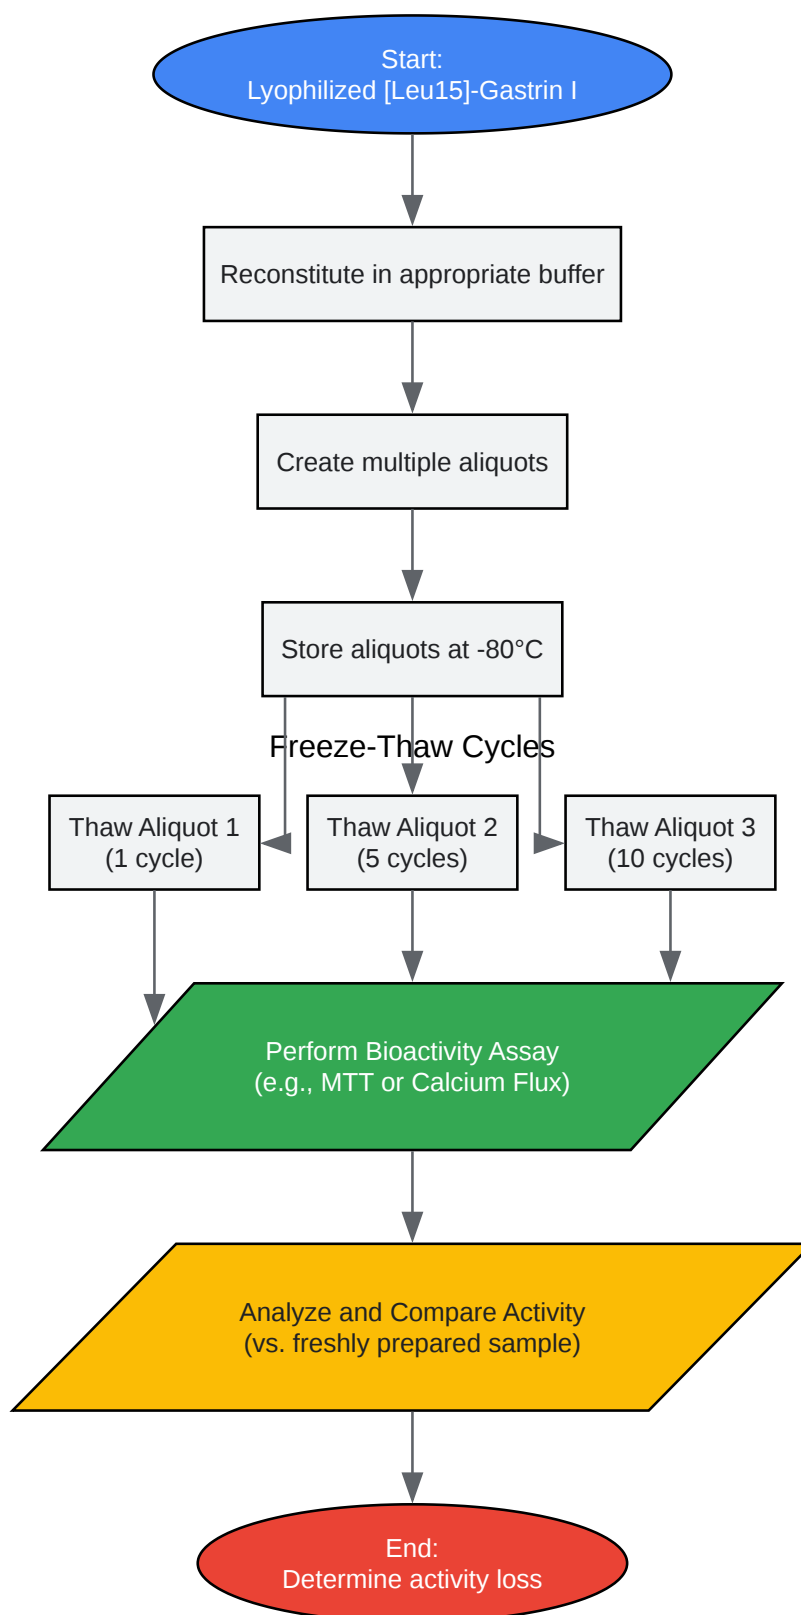 Start:
Lyophilized [Leu15]-Gastrin I
Reconstitute in appropriate buffer
Create multiple aliquots
Store aliquots at -80°C
Freeze-Thaw Cycles
Thaw Aliquot 1
(1 cycle)
Thaw Aliquot 2
(5 cycles)
Thaw Aliquot 3
(10 cycles)
Perform Bioactivity Assay
(e.g., MTT or Calcium Flux)
Analyze and Compare Activity
(vs. freshly prepared sample)
End:
Determine activity loss